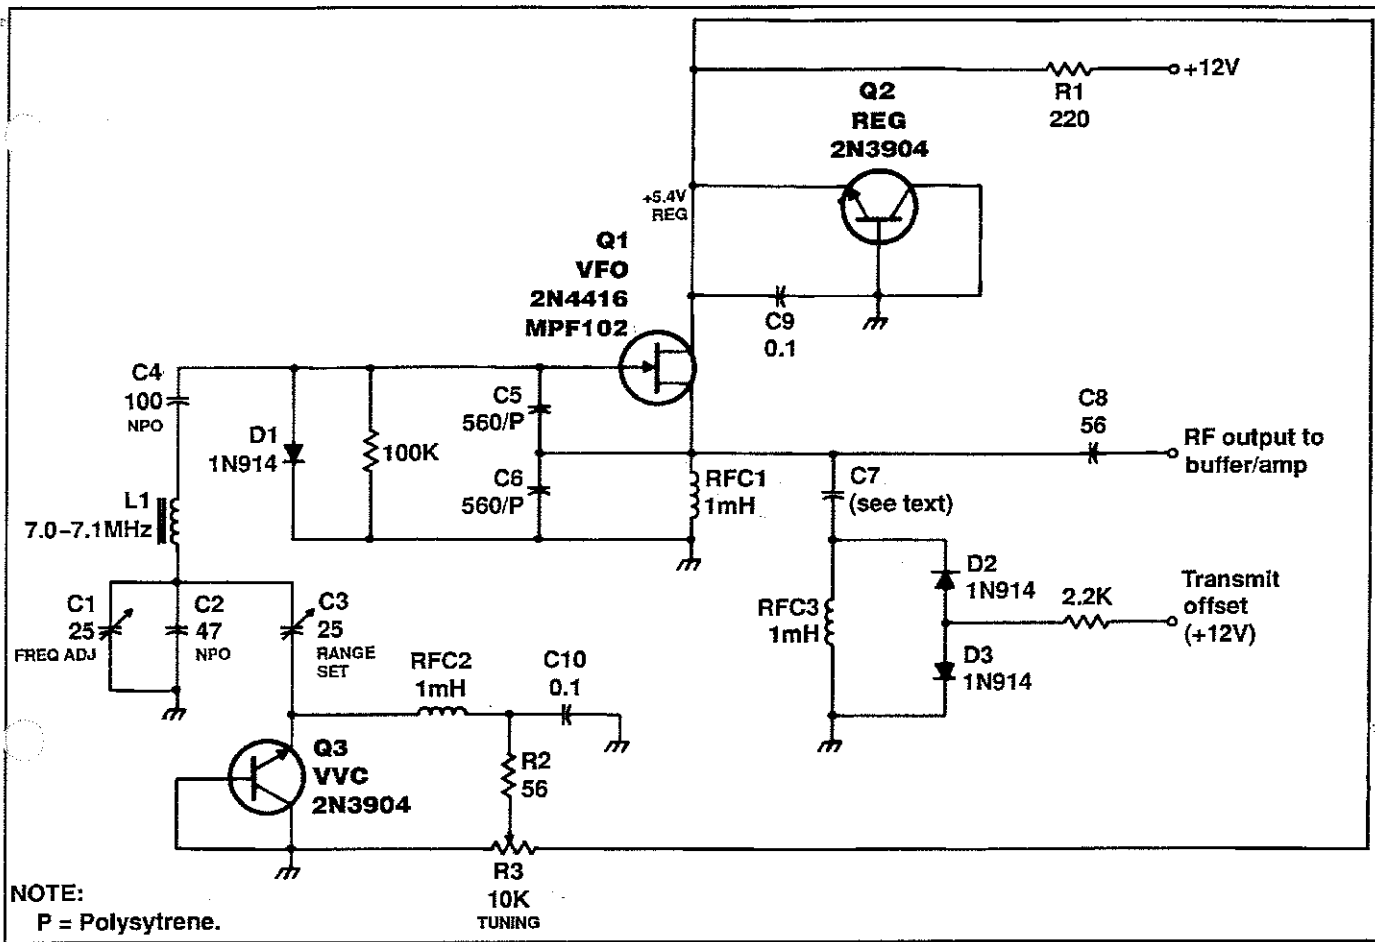 +12V
R1
220
Q2
REG
2N3904
+5.4V
REG
Q1
VFO
2N4416
MPF102
C9
0.1
C4
100
NPO
D1
1N914
100K
C5
560/P
C6
560/P
RFC1
1mH
C8
56
RF output to
buffer/amp
C7
(see text)
L1
7.0–7.1MHz
C1
25
FREQ ADJ
C2
47
NPO
C3
25
RANGE
SET
RFC2
1mH
C10
0.1
RFC3
1mH
D2
1N914
D3
1N914
2.2K
Transmit
offset
(+12V)
Q3
VVC
2N3904
R2
56
R3
10K
TUNING
NOTE:
P = Polysytrene.